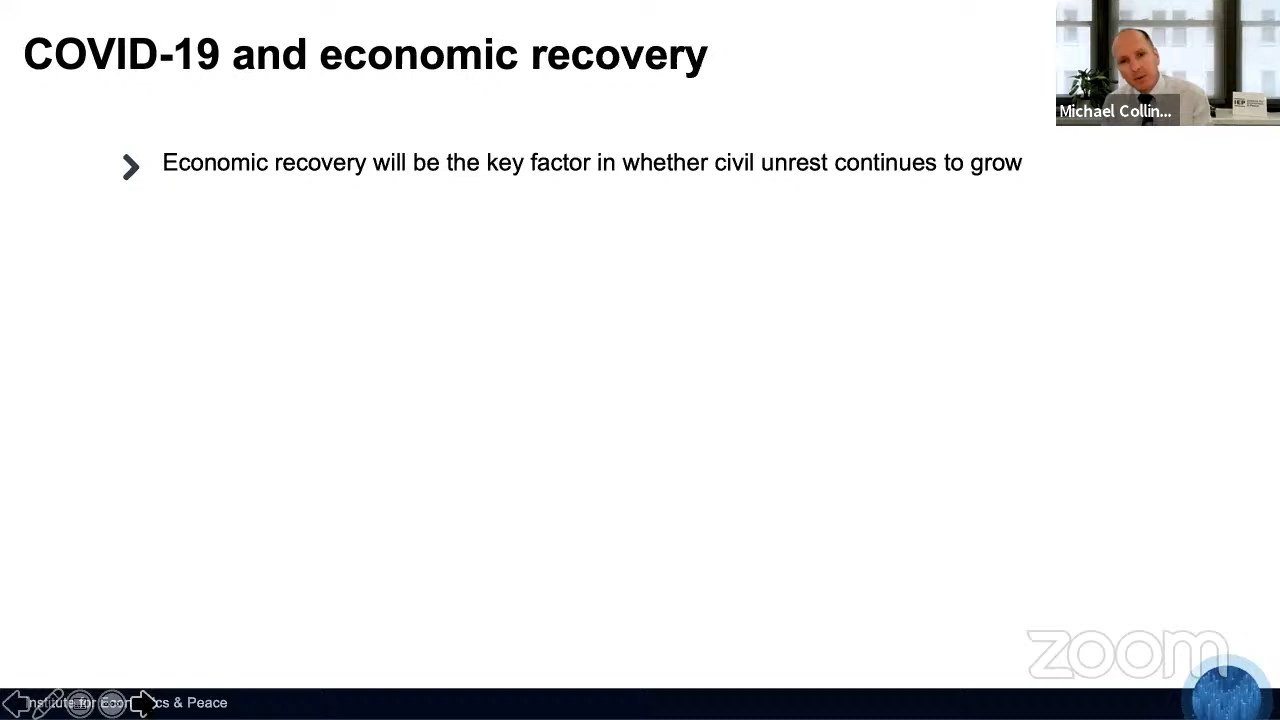 COVID-19 and economic recovery
Michael Collin...
IEP
Economic recovery will be the key factor in whether civil unrest continues to grow
zoom
Institute for Economics & Peace